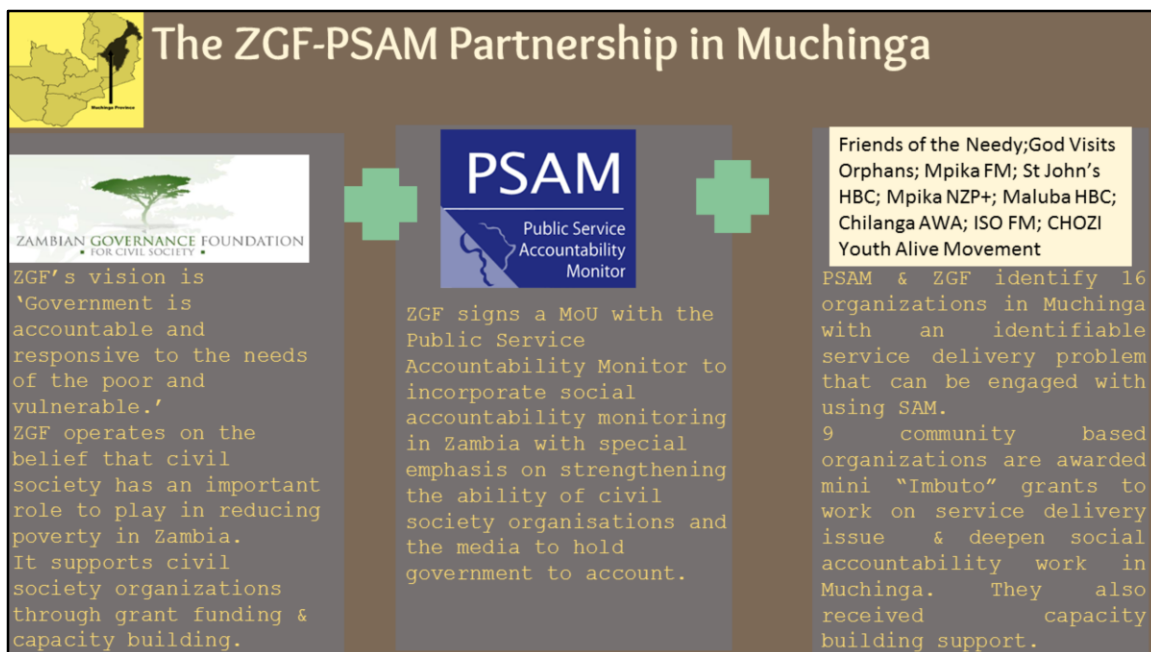 The ZGF-PSAM Partnership in Muchinga
Muchinga Province
ZAMBIAN GOVERNANCE FOUNDATION
• FOR CIVIL SOCIETY •
ZGF's vision is
'Government is
accountable and
responsive to the needs
of the poor and
vulnerable.'
ZGF operates on the
belief that civil
society has an important
role to play in reducing
poverty in Zambia.
It supports civil
society organizations
through grant funding &
capacity building.
PSAM
Public Service
Accountability
Monitor
ZGF signs a MoU with the
Public Service
Accountability Monitor to
incorporate social
accountability monitoring
in Zambia with special
emphasis on strengthening
the ability of civil
society organisations and
the media to hold
government to account.
Friends of the Needy;God Visits
Orphans; Mpika FM; St John's
HBC; Mpika NZP+; Maluba HBC;
Chilanga AWA; ISO FM; CHOZI
Youth Alive Movement
PSAM & ZGF identify 16
organizations in Muchinga
with an identifiable
service delivery problem
that can be engaged with
using SAM.
9 community based
organizations are awarded
mini "Imbuto" grants to
work on service delivery
issue & deepen social
accountability work in
Muchinga. They also
received capacity
building support.